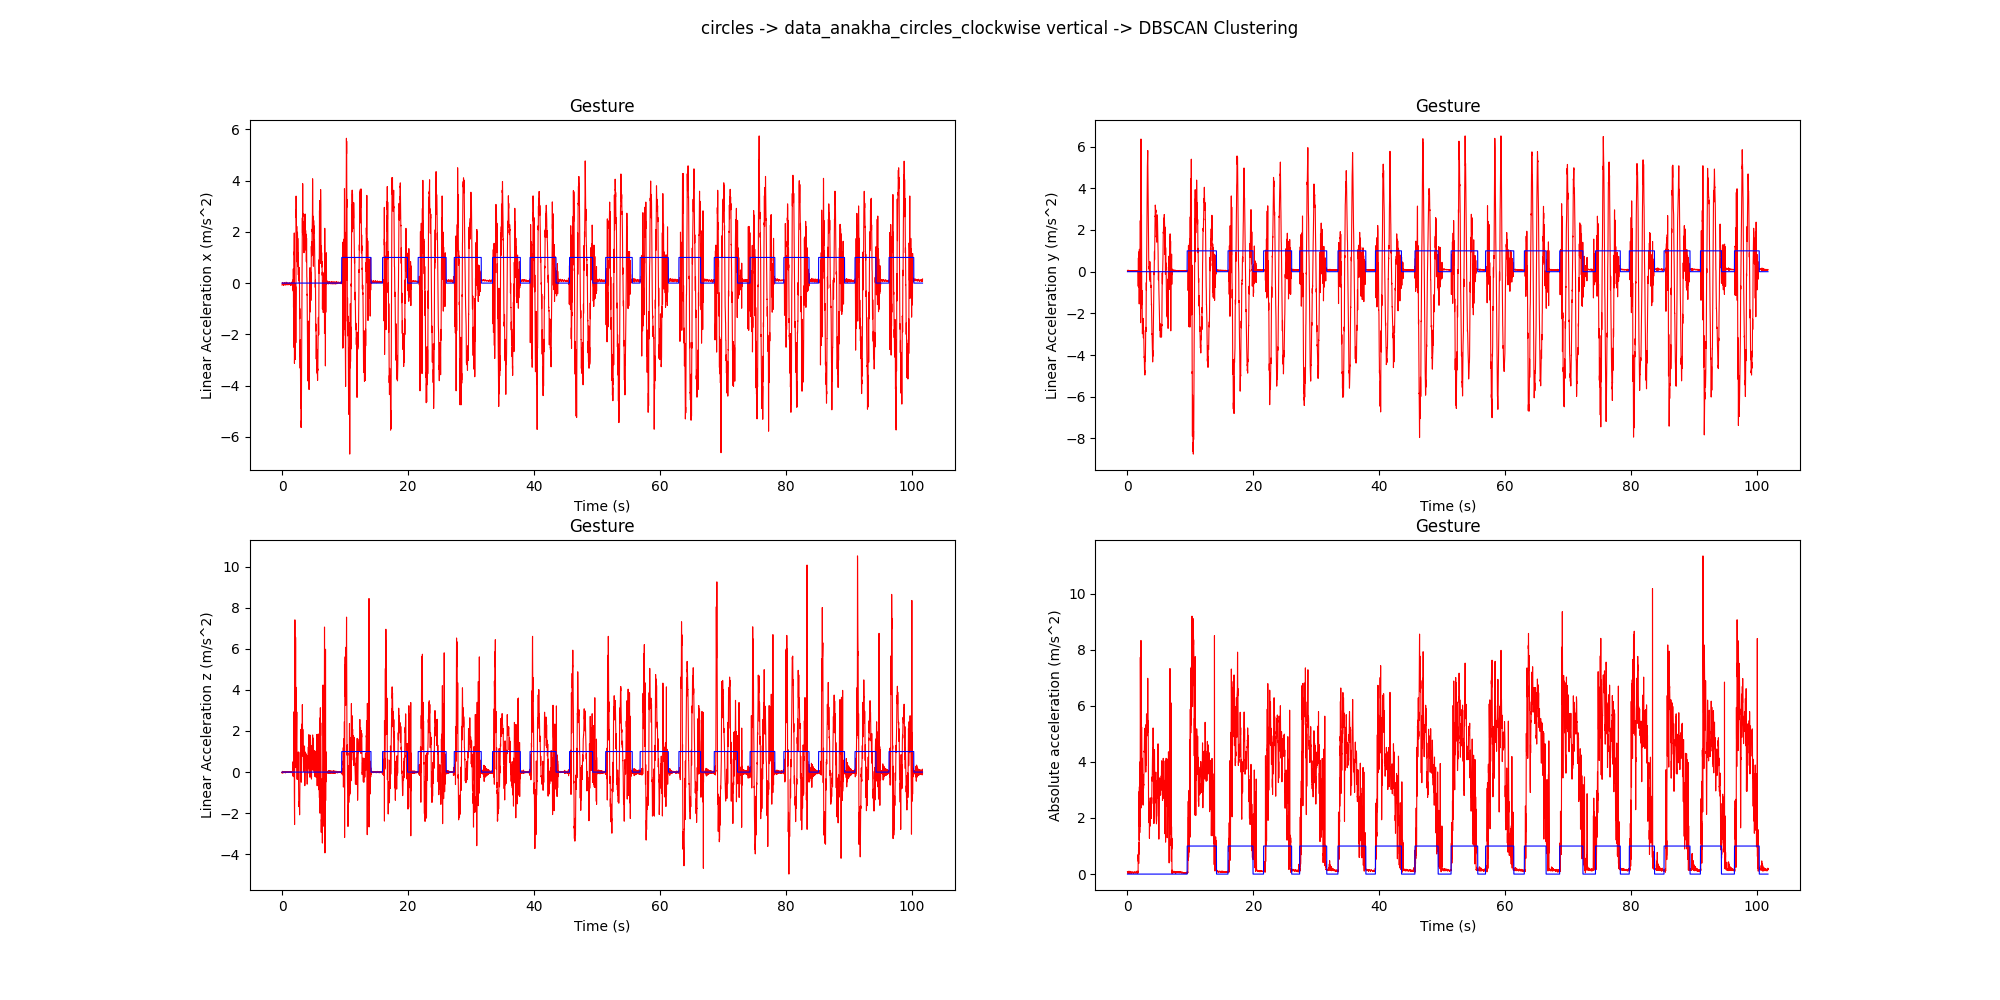 circles -> data_anakha_circles_clockwise vertical -> DBSCAN Clustering
Gesture
Linear Acceleration x (m/s^2)
6
4
2
0
−2
−4
−6
0 20 40 60 80 100
Time (s)
Gesture
Linear Acceleration y (m/s^2)
6
4
2
0
−2
−4
−6
−8
0 20 40 60 80 100
Time (s)
Gesture
Linear Acceleration z (m/s^2)
10
8
6
4
2
0
−2
−4
0 20 40 60 80 100
Time (s)
Gesture
Absolute acceleration (m/s^2)
10
8
6
4
2
0
0 20 40 60 80 100
Time (s)